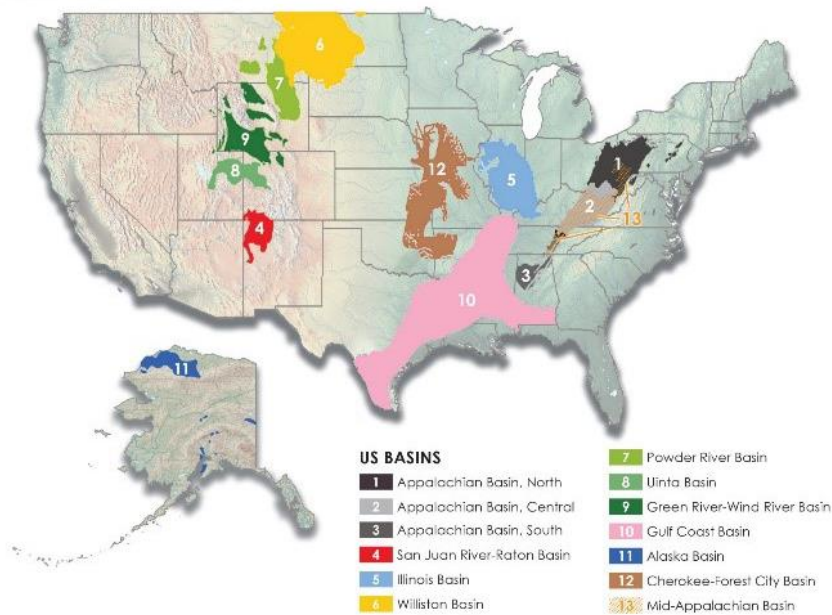 6
7
9
8
4
12
5
1
2
13
3
10
11
US BASINS
1 Appalachian Basin, North
2 Appalachian Basin, Central
3 Appalachian Basin, South
4 San Juan River-Raton Basin
5 Illinois Basin
6 Williston Basin
7 Powder River Basin
8 Uinta Basin
9 Green River-Wind River Basin
10 Gulf Coast Basin
11 Alaska Basin
12 Cherokee-Forest City Basin
13 Mid-Appalachian Basin